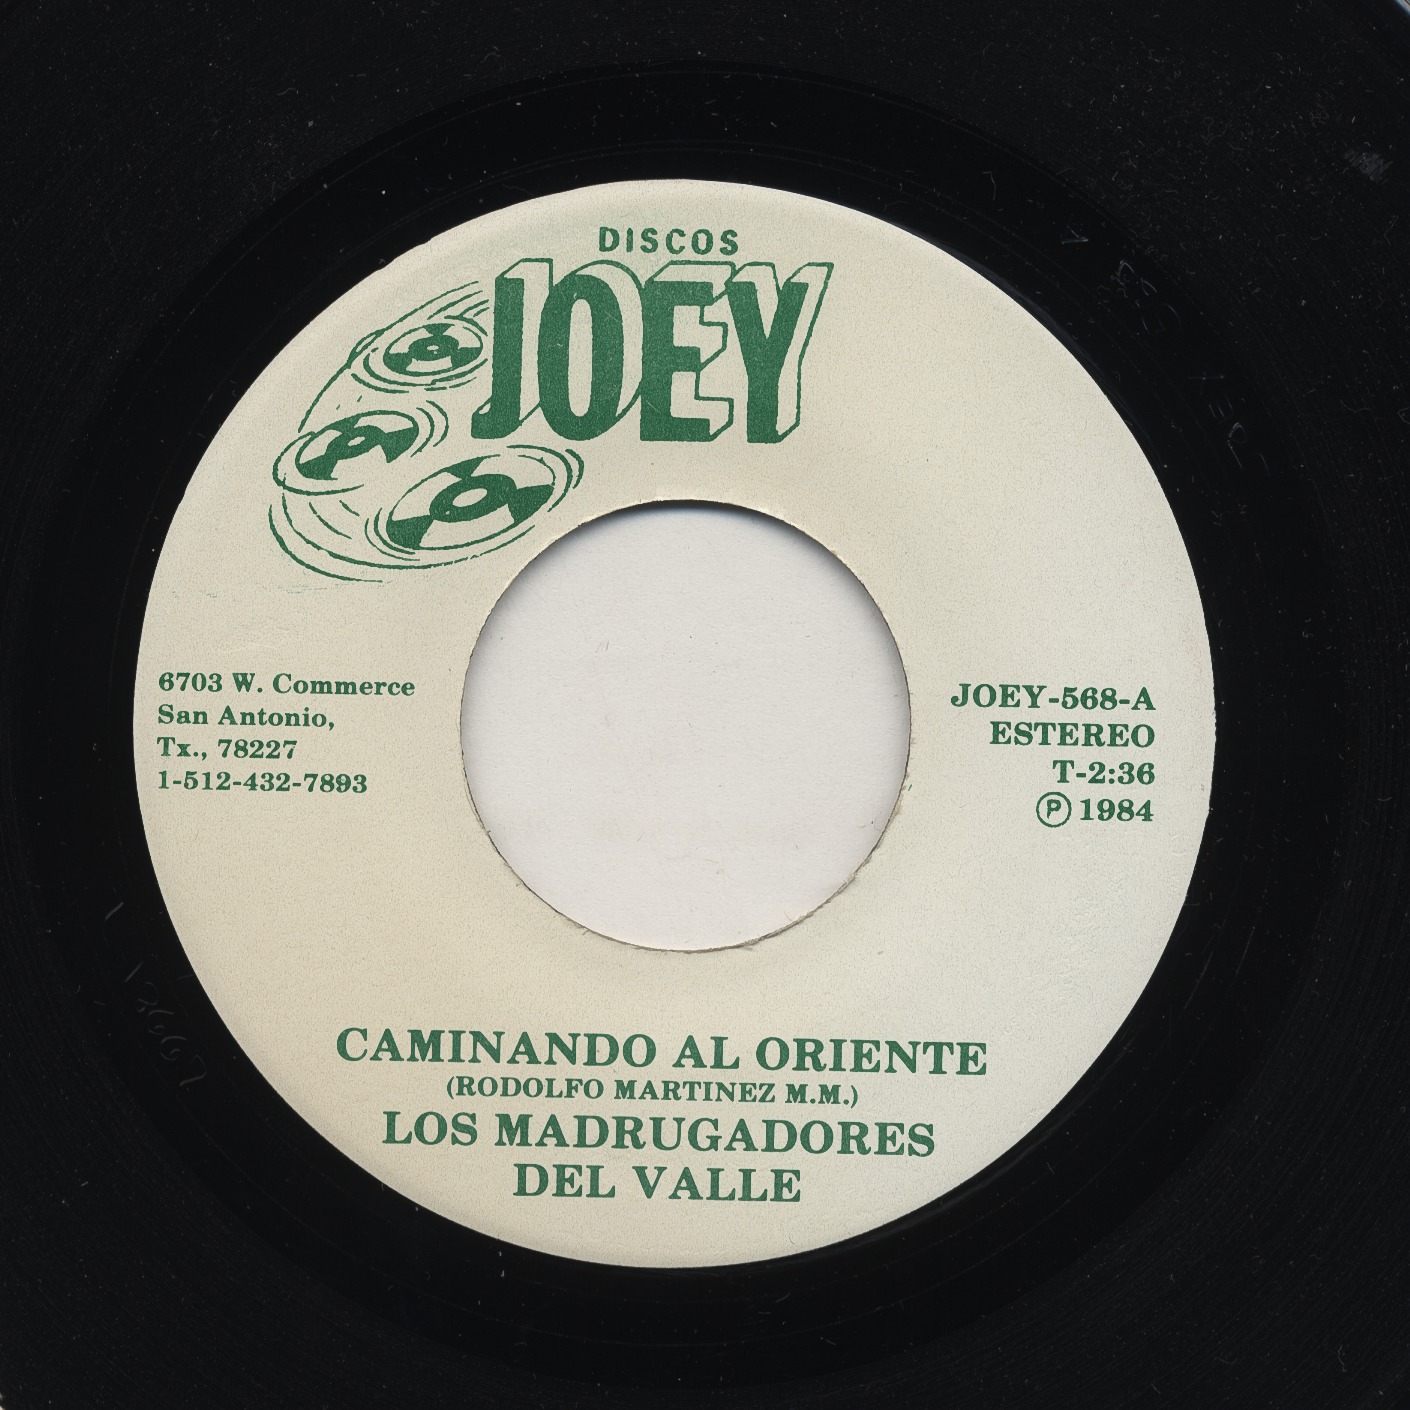 DISCOS
JOEY
6703 W. Commerce
San Antonio,
Tx., 78227
1-512-432-7893
JOEY-568-A
ESTEREO
T-2:36
Ⓟ 1984
CAMINANDO AL ORIENTE
(RODOLFO MARTINEZ M.M.)
LOS MADRUGADORES
DEL VALLE